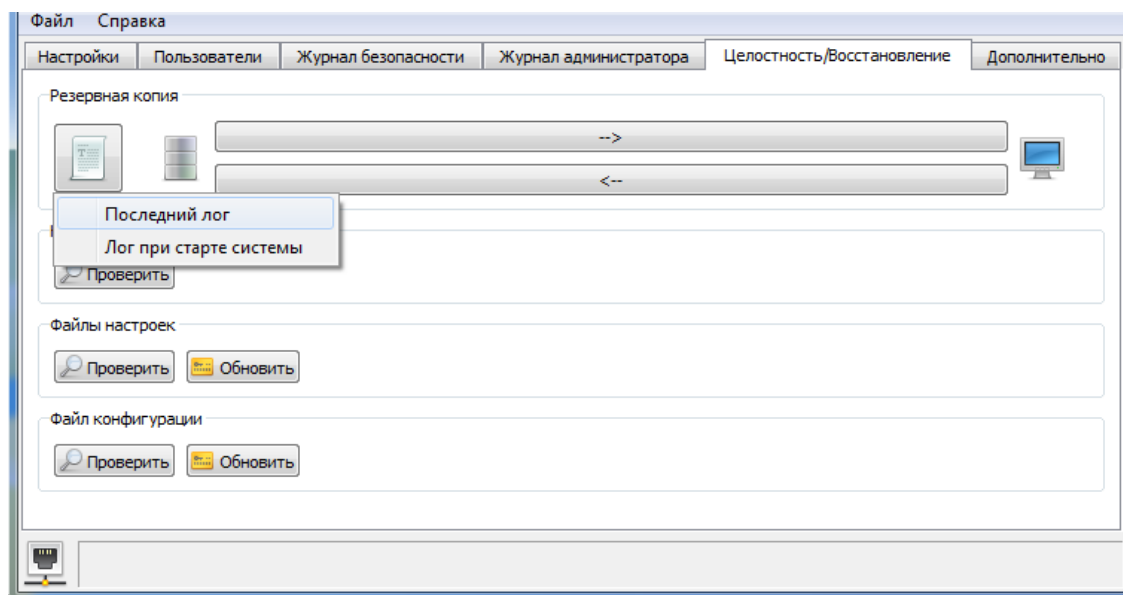 Файл Справка
Настройки Пользователи Журнал безопасности Журнал администратора Целостность/Восстановление Дополнительно
Резервная копия
-->
<--
Последний лог
Лог при старте системы
Проверить
Файлы настроек
Проверить Обновить
Файл конфигурации
Проверить Обновить